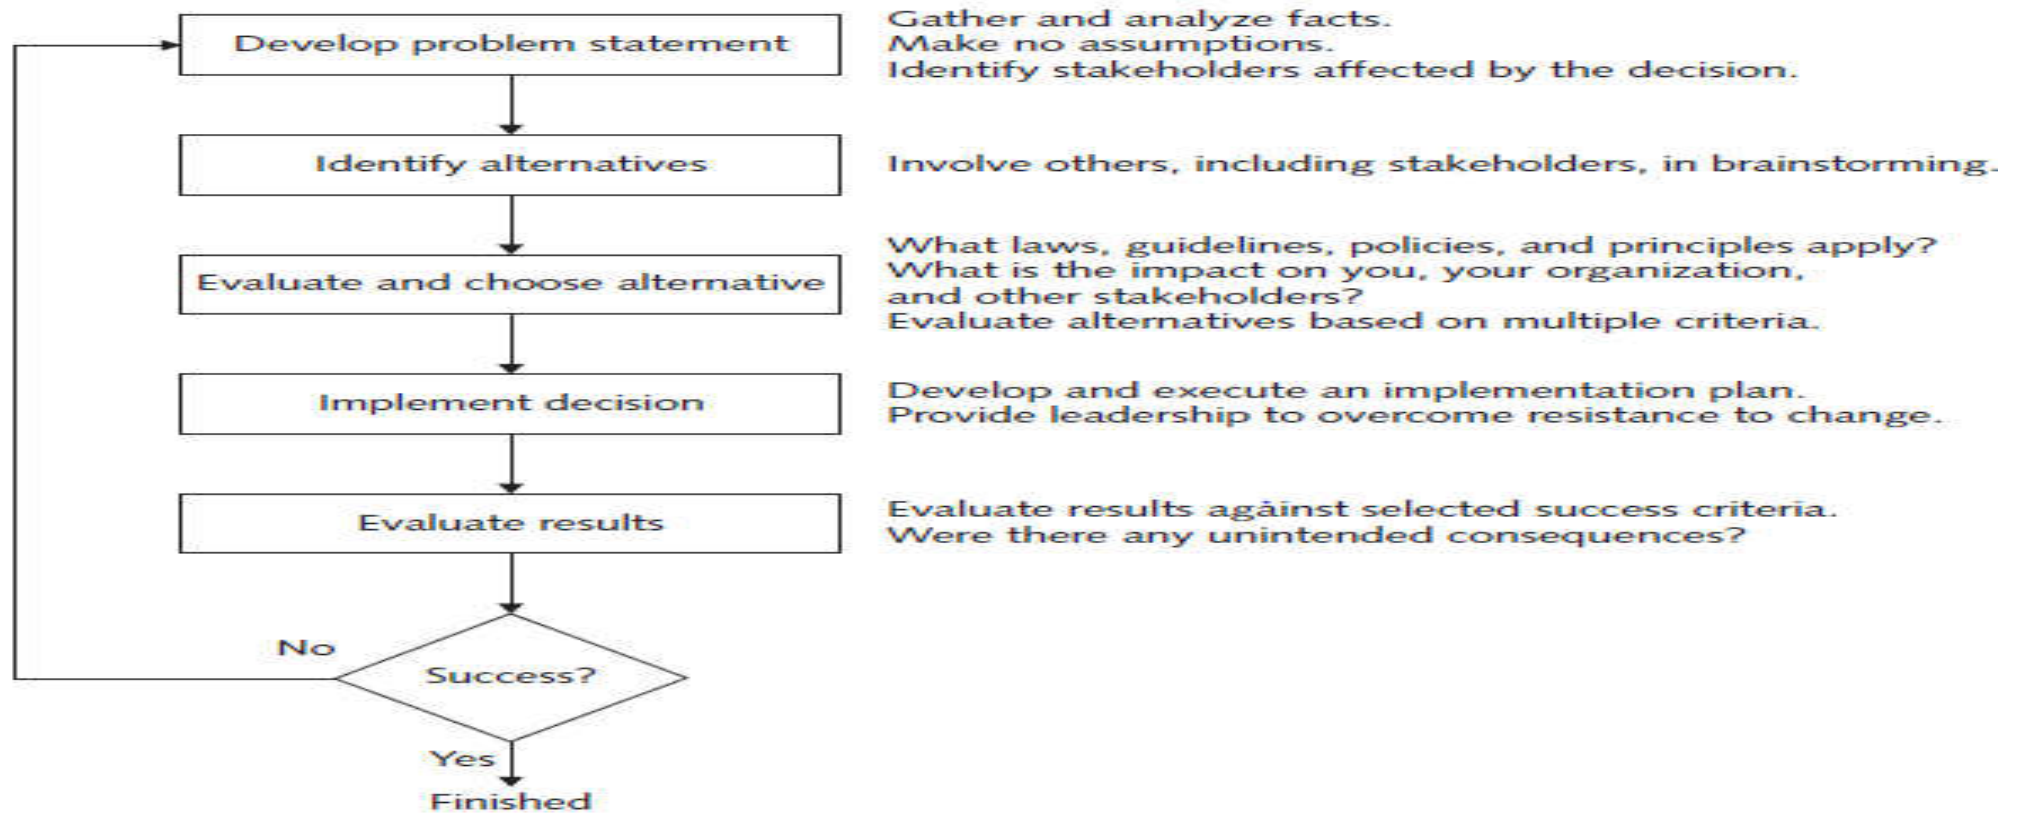 Develop problem statement
Gather and analyze facts.
Make no assumptions.
Identify stakeholders affected by the decision.
Identify alternatives
Involve others, including stakeholders, in brainstorming.
Evaluate and choose alternative
What laws, guidelines, policies, and principles apply?
What is the impact on you, your organization,
and other stakeholders?
Evaluate alternatives based on multiple criteria.
Implement decision
Develop and execute an implementation plan.
Provide leadership to overcome resistance to change.
Evaluate results
Evaluate results against selected success criteria.
Were there any unintended consequences?
No
Success?
Yes
Finished